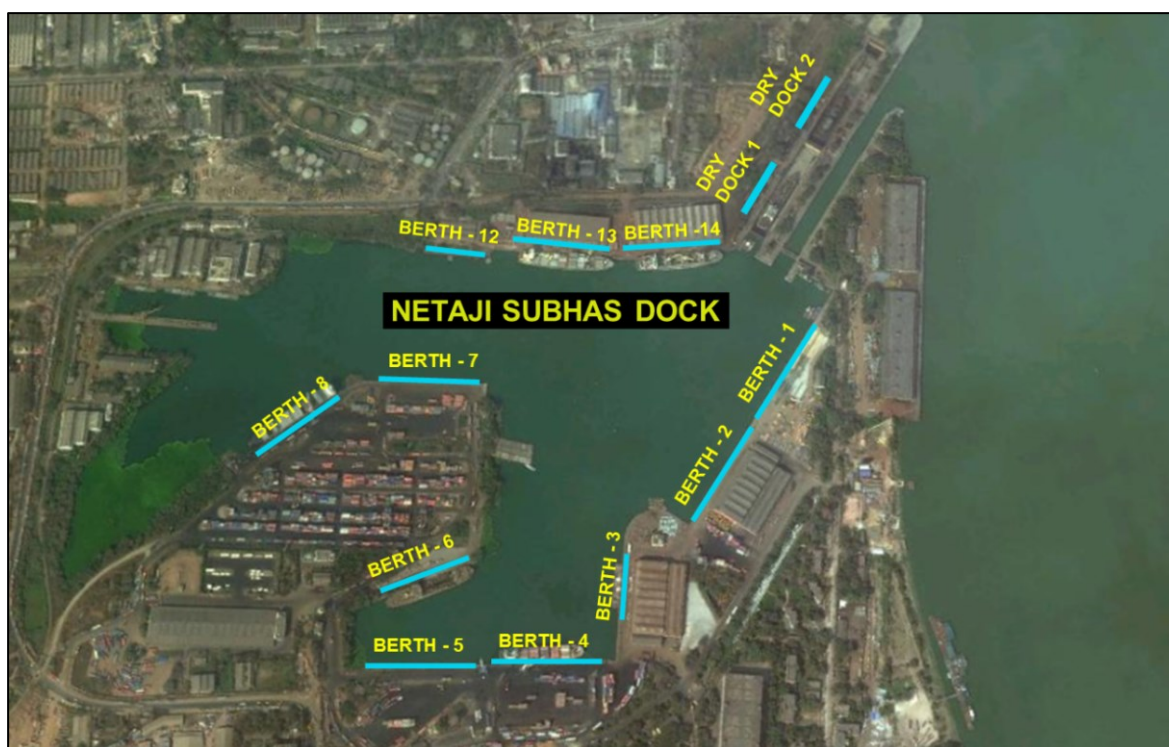 DRY
DOCK 2
DRY
DOCK 1
BERTH - 12
BERTH - 13
BERTH -14
NETAJI SUBHAS DOCK
BERTH - 1
BERTH - 7
BERTH - 8
BERTH - 2
BERTH - 3
BERTH - 6
BERTH - 5
BERTH - 4